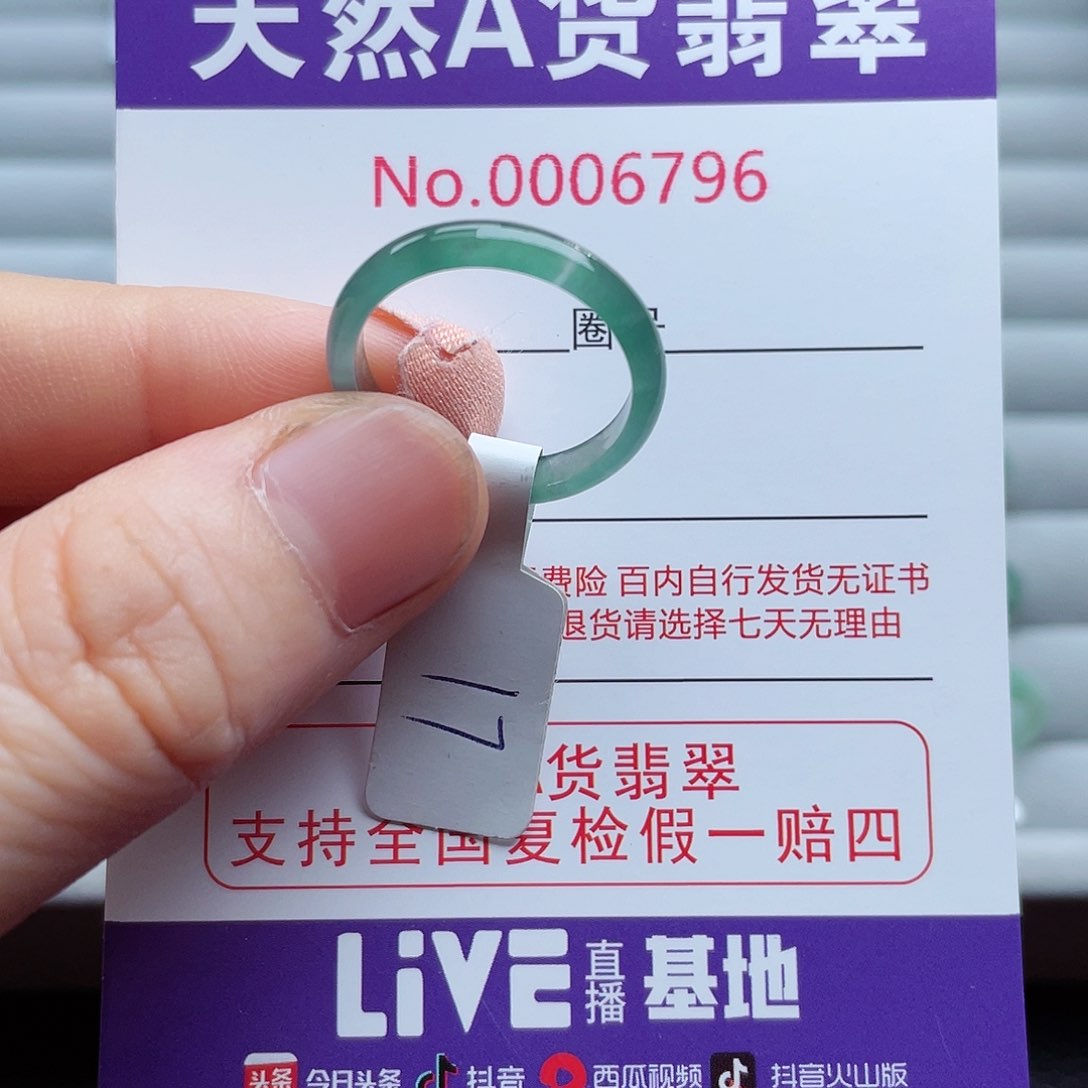 天然A货翡翠
No.0006796
圈
费险 百内自行发货无证书
退货请选择七天无理由
17
货翡翠
支持全国复检假一赔四
LiVE 直播 基地
头条 今日头条 抖音 西瓜视频 抖音火山版